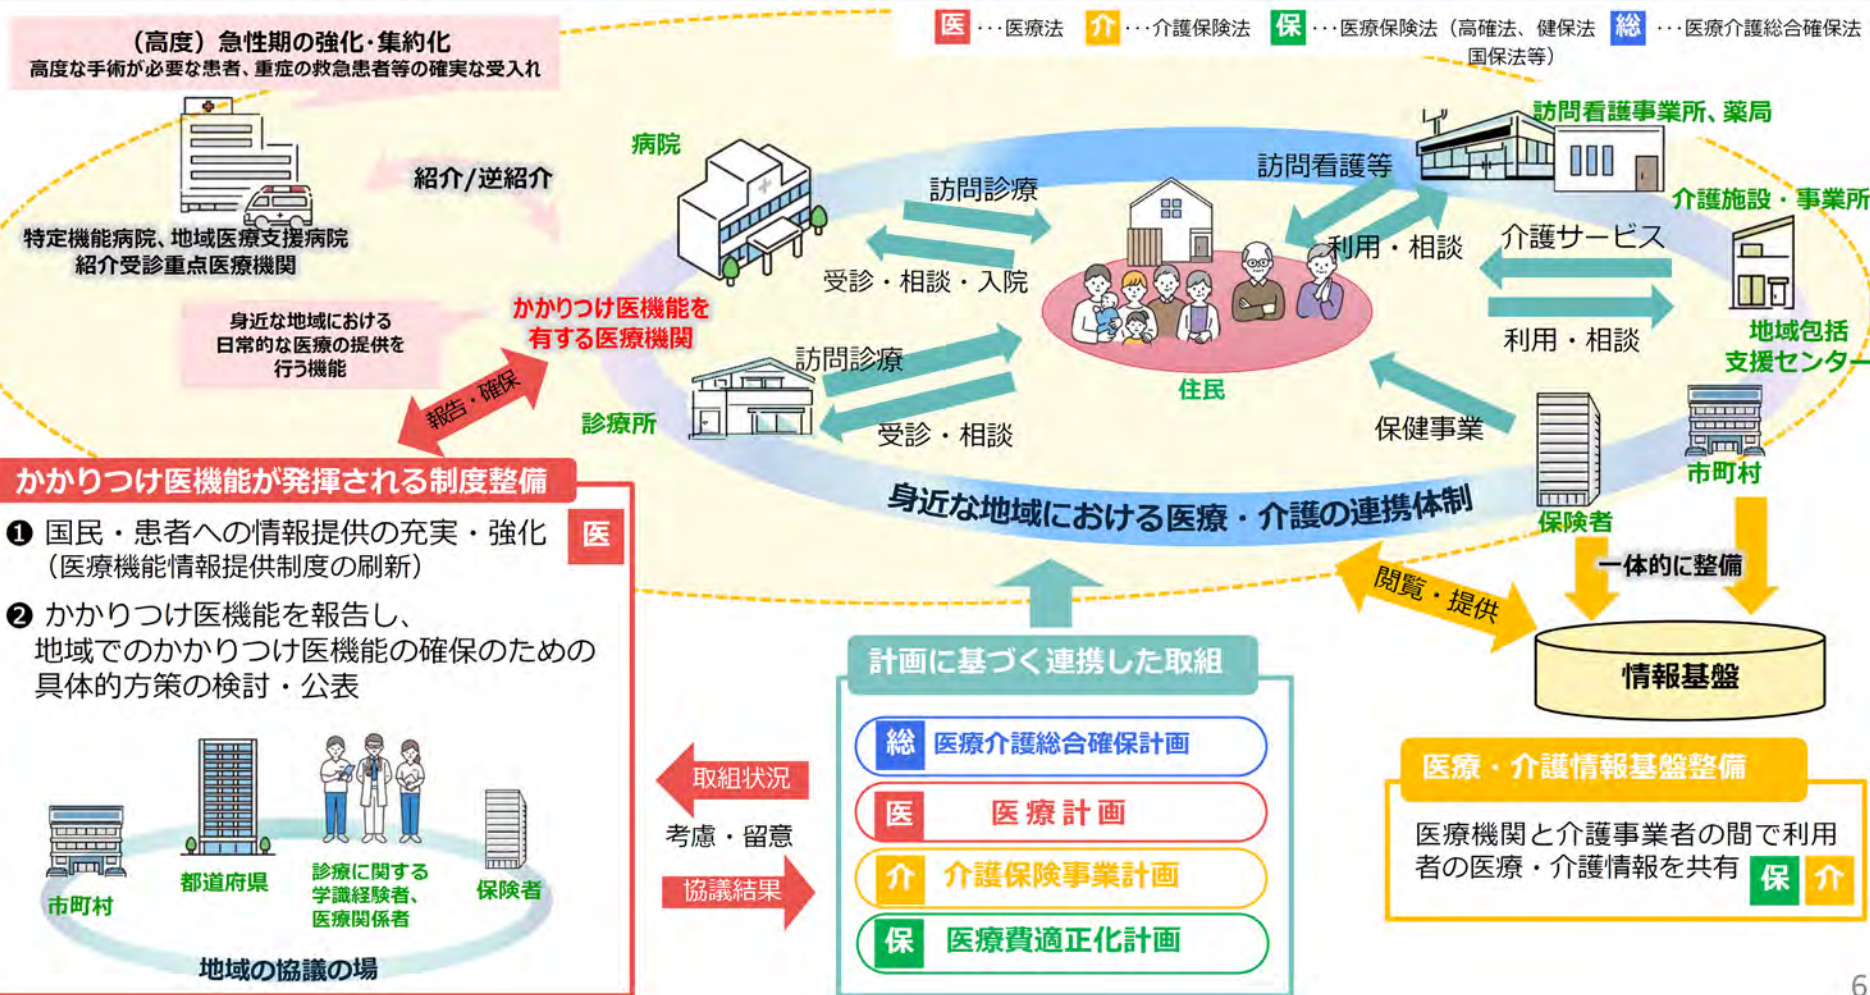 医 ･･･医療法 介 ･･･介護保険法 保 ･･･医療保険法（高確法、健保法 総 ･･･医療介護総合確保法
国保法等）
（高度）急性期の強化･集約化
高度な手術が必要な患者、重症の救急患者等の確実な受入れ
特定機能病院、地域医療支援病院
紹介受診重点医療機関
紹介/逆紹介
身近な地域における
日常的な医療の提供を
行う機能
かかりつけ医機能を
有する医療機関
報告・確保
病院
訪問診療
受診・相談・入院
診療所
訪問診療
受診・相談
住民
訪問看護等
利用・相談
訪問看護事業所、薬局
介護施設・事業所
介護サービス
利用・相談
地域包括
支援センター
保健事業
保険者
市町村
身近な地域における医療・介護の連携体制
一体的に整備
閲覧・提供
情報基盤
かかりつけ医機能が発揮される制度整備
❶ 国民・患者への情報提供の充実・強化 医
（医療機能情報提供制度の刷新）
❷ かかりつけ医機能を報告し、
地域でのかかりつけ医機能の確保のための
具体的方策の検討・公表
市町村
都道府県
診療に関する
学識経験者、
医療関係者
保険者
地域の協議の場
取組状況
考慮・留意
協議結果
計画に基づく連携した取組
総 医療介護総合確保計画
医 医療計画
介 介護保険事業計画
保 医療費適正化計画
医療・介護情報基盤整備
医療機関と介護事業者の間で利用
者の医療・介護情報を共有 保 介
6